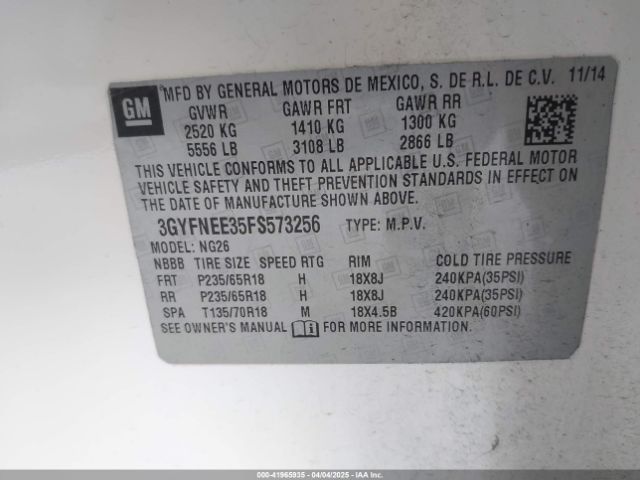 GM
MFD BY GENERAL MOTORS DE MEXICO, S. DE R.L. DE C.V. 11/14
GVWR GAWR FRT GAWR RR
2520 KG 1410 KG 1300 KG
5556 LB 3108 LB 2866 LB
THIS VEHICLE CONFORMS TO ALL APPLICABLE U.S. FEDERAL MOTOR
VEHICLE SAFETY AND THEFT PREVENTION STANDARDS IN EFFECT ON
THE DATE OF MANUFACTURE SHOWN ABOVE.
3GYFNEE35FS573256 TYPE: M.P.V.
MODEL: NG26
NBBB TIRE SIZE SPEED RTG RIM COLD TIRE PRESSURE
FRT P235/65R18 H 18X8J 240KPA(35PSI)
RR P235/65R18 H 18X8J 240KPA(35PSI)
SPA T135/70R18 M 18X4.5B 420KPA(60PSI)
SEE OWNER'S MANUAL FOR MORE INFORMATION
000-41965935 - 04/04/2025 - IAAI.COM